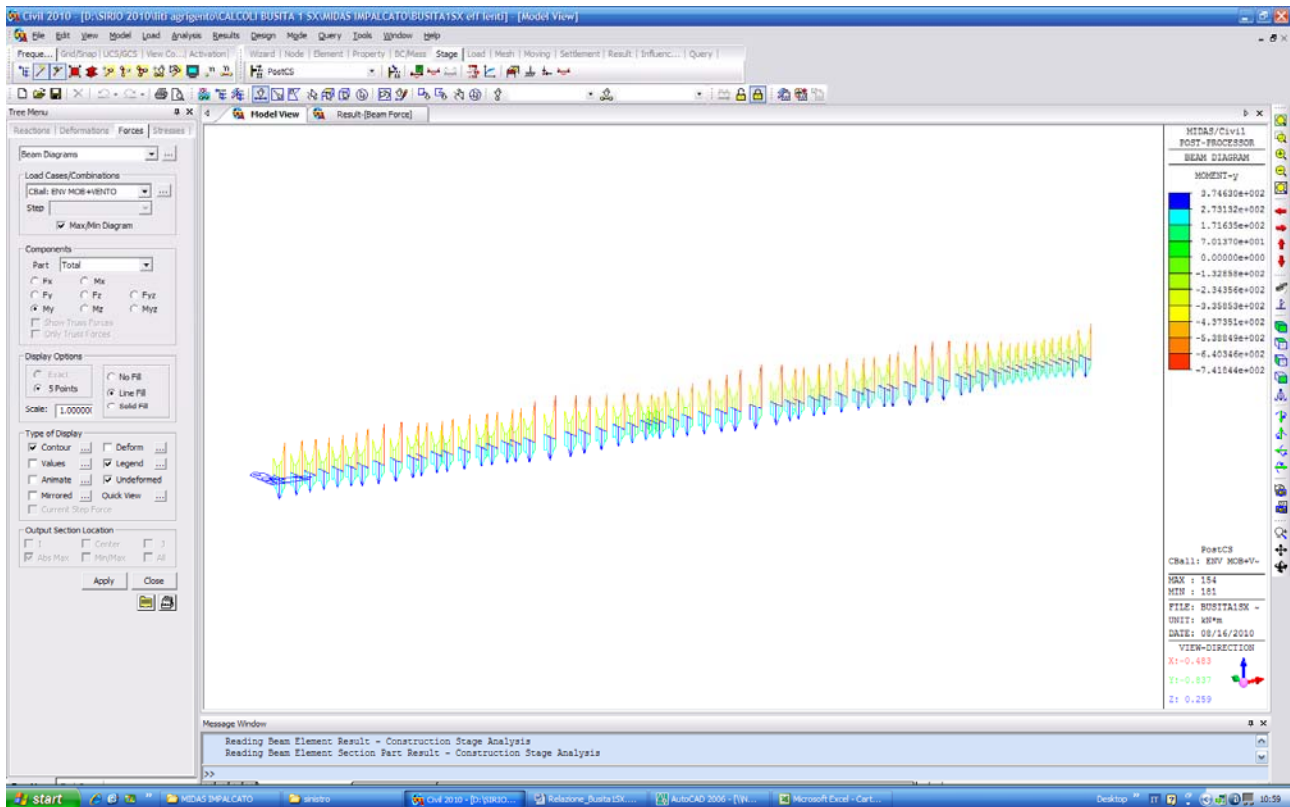 Civil 2010 - [D:\SIRIO 2010\liti agrigento\CALCOLI BUSITA 1 SX\MIDAS IMPALCATO\BUSITA1SX eff lenti] - [Model View]
File Edit View Model Load Analysis Results Design Mode Query Tools Window Help
Freque... Grid/Snap UCS/GCS View Co... Activation Wizard Node Element Property BC/Mass Stage Load Mesh Moving Settlement Result Influenc... Query
PostCS
Tree Menu
Model View Result-[Beam Force]
Reactions Deformations Forces Stresses
Beam Diagrams
Load Cases/Combinations
CBall: ENV MOB+VENTO
Step
Max/Min Diagram
Components
Part Total
Fx Mx
Fy Fz Fyz
My Mz Myz
Show Truss Forces
Only Truss Forces
Display Options
Exact
5 Points
No Fill
Line Fill
Solid Fill
Scale: 1.00000
Type of Display
Contour ... Deform ...
Values ... Legend ...
Animate ... Undeformed
Mirrored ... Quick View ...
Current Step Force
Output Section Location
I Center J
Abs Max Min/Max All
Apply Close
MIDAS/Civil
POST-PROCESSOR
BEAM DIAGRAM
MOMENT-y
3.74630e+002
2.73132e+002
1.71635e+002
7.01370e+001
0.00000e+000
-1.32858e+002
-2.34356e+002
-3.35853e+002
-4.37351e+002
-5.38849e+002
-6.40346e+002
-7.41844e+002
PostCS
CBall: ENV MOB+V~
MAX : 154
MIN : 181
FILE: BUSITA1SX ~
UNIT: kN*m
DATE: 08/16/2010
VIEW-DIRECTION
X:-0.483
Y:-0.837
Z: 0.259
Message Window
Reading Beam Element Result - Construction Stage Analysis
Reading Beam Element Section Part Result - Construction Stage Analysis
>>
start MIDAS IMPALCATO sinistro Civil 2010 - [D:\SIRIO... Relazione_Busita1SX.... AutoCAD 2006 - [\\N... Microsoft Excel - Cart... Desktop IT 10:59